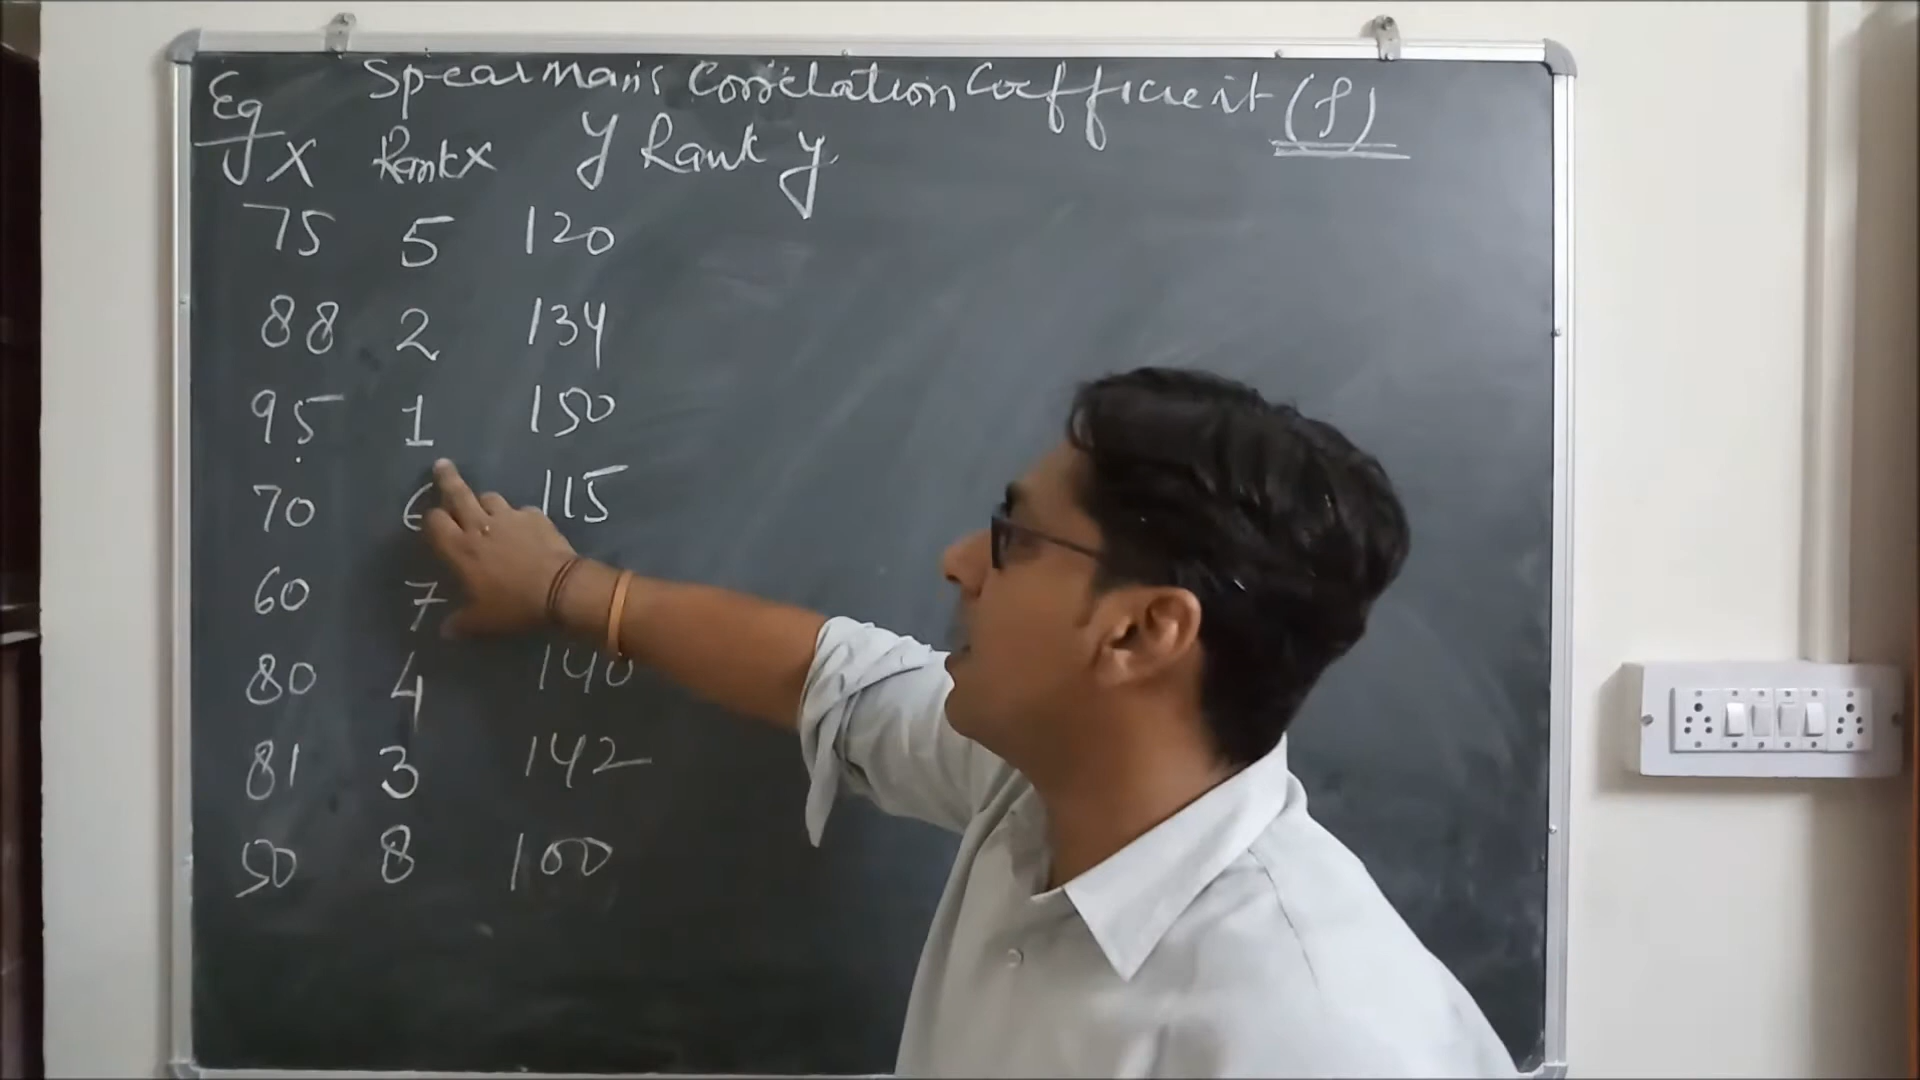 Eg Spearman's Correlation Coefficient (ρ)
X Rank x y Rank y
75 5 120
88 2 134
95 1 150
70 6 115
60 7
80 4 140
81 3 142
50 8 100